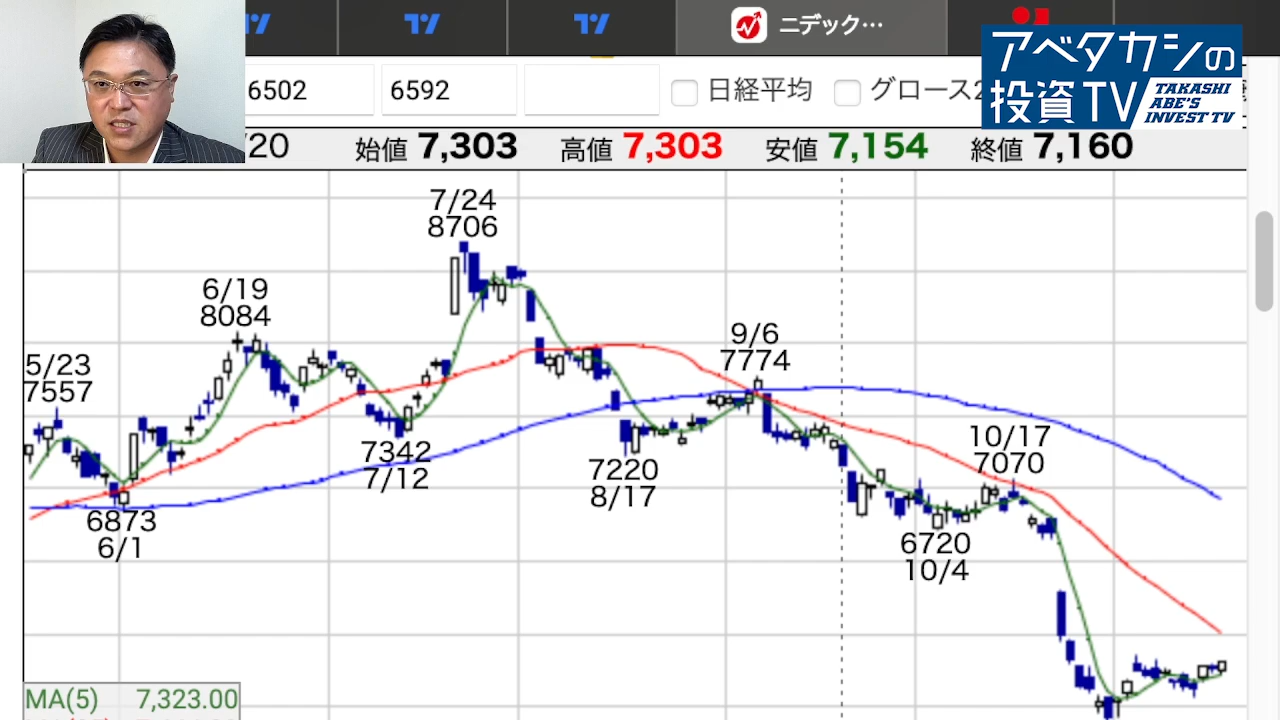 ニデック…
アベタカシの
投資TV
TAKASHI
ABE'S
INVEST TV
6502
6592
日経平均
グロース2
/20
始値 7,303
高値 7,303
安値 7,154
終値 7,160
7/24
8706
6/19
8084
5/23
7557
9/6
7774
10/17
7070
7342
7/12
7220
8/17
6873
6/1
6720
10/4
MA(5) 7,323.00